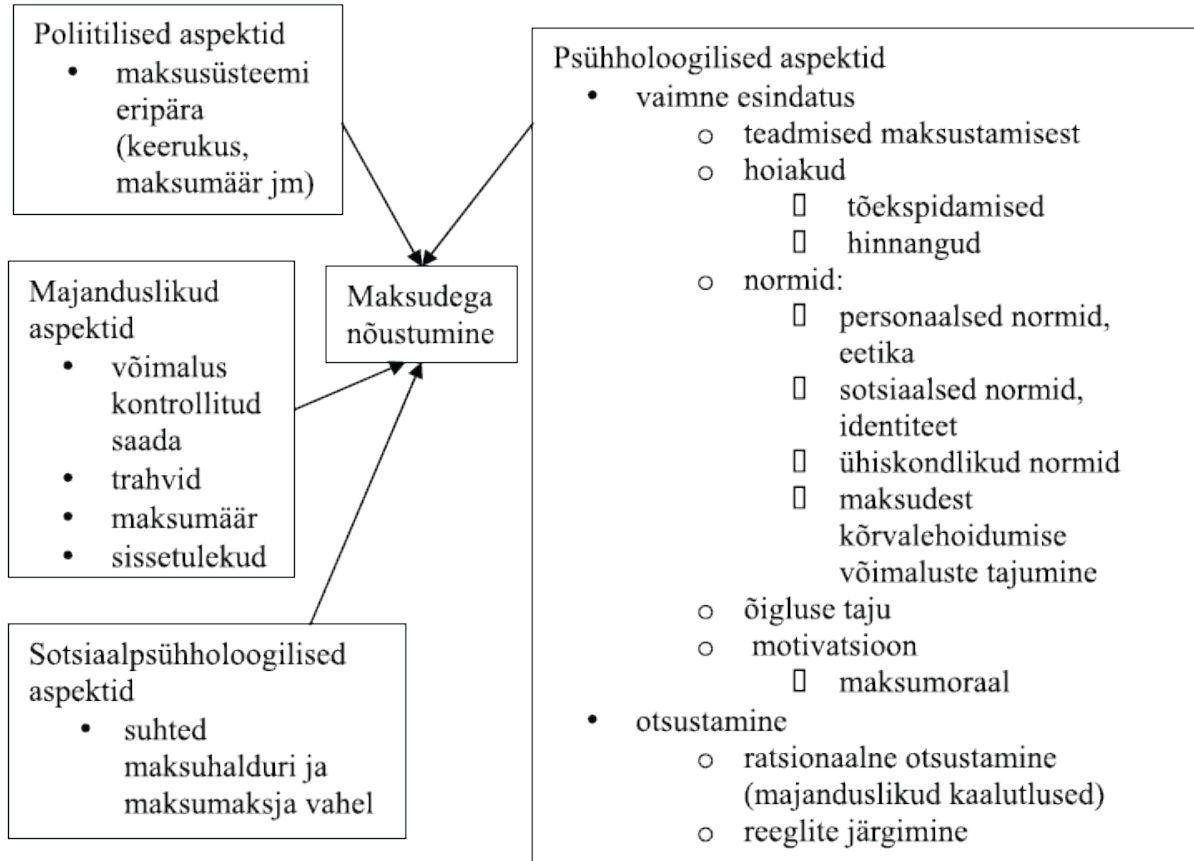 Poliitilised aspektid
• maksusüsteemi
eripära
(keerukus,
maksumäär jm)
Majanduslikud
aspektid
• võimalus
kontrollitud
saada
• trahvid
• maksumäär
• sissetulekud
Sotsiaalpsühholoogilised
aspektid
• suhted
maksuhalduri ja
maksumaksja vahel
Maksudega
nõustumine
Psühholoogilised aspektid
• vaimne esindatus
o teadmised maksustamisest
o hoiakud
▯ tõekspidamised
▯ hinnangud
o normid:
▯ personaalsed normid,
eetika
▯ sotsiaalsed normid,
identiteet
▯ ühiskondlikud normid
▯ maksudest
kõrvalehoidumise
võimaluste tajumine
o õigluse taju
o motivatsioon
▯ maksumoraal
• otsustamine
o ratsionaalne otsustamine
(majanduslikud kaalutlused)
o reeglite järgimine